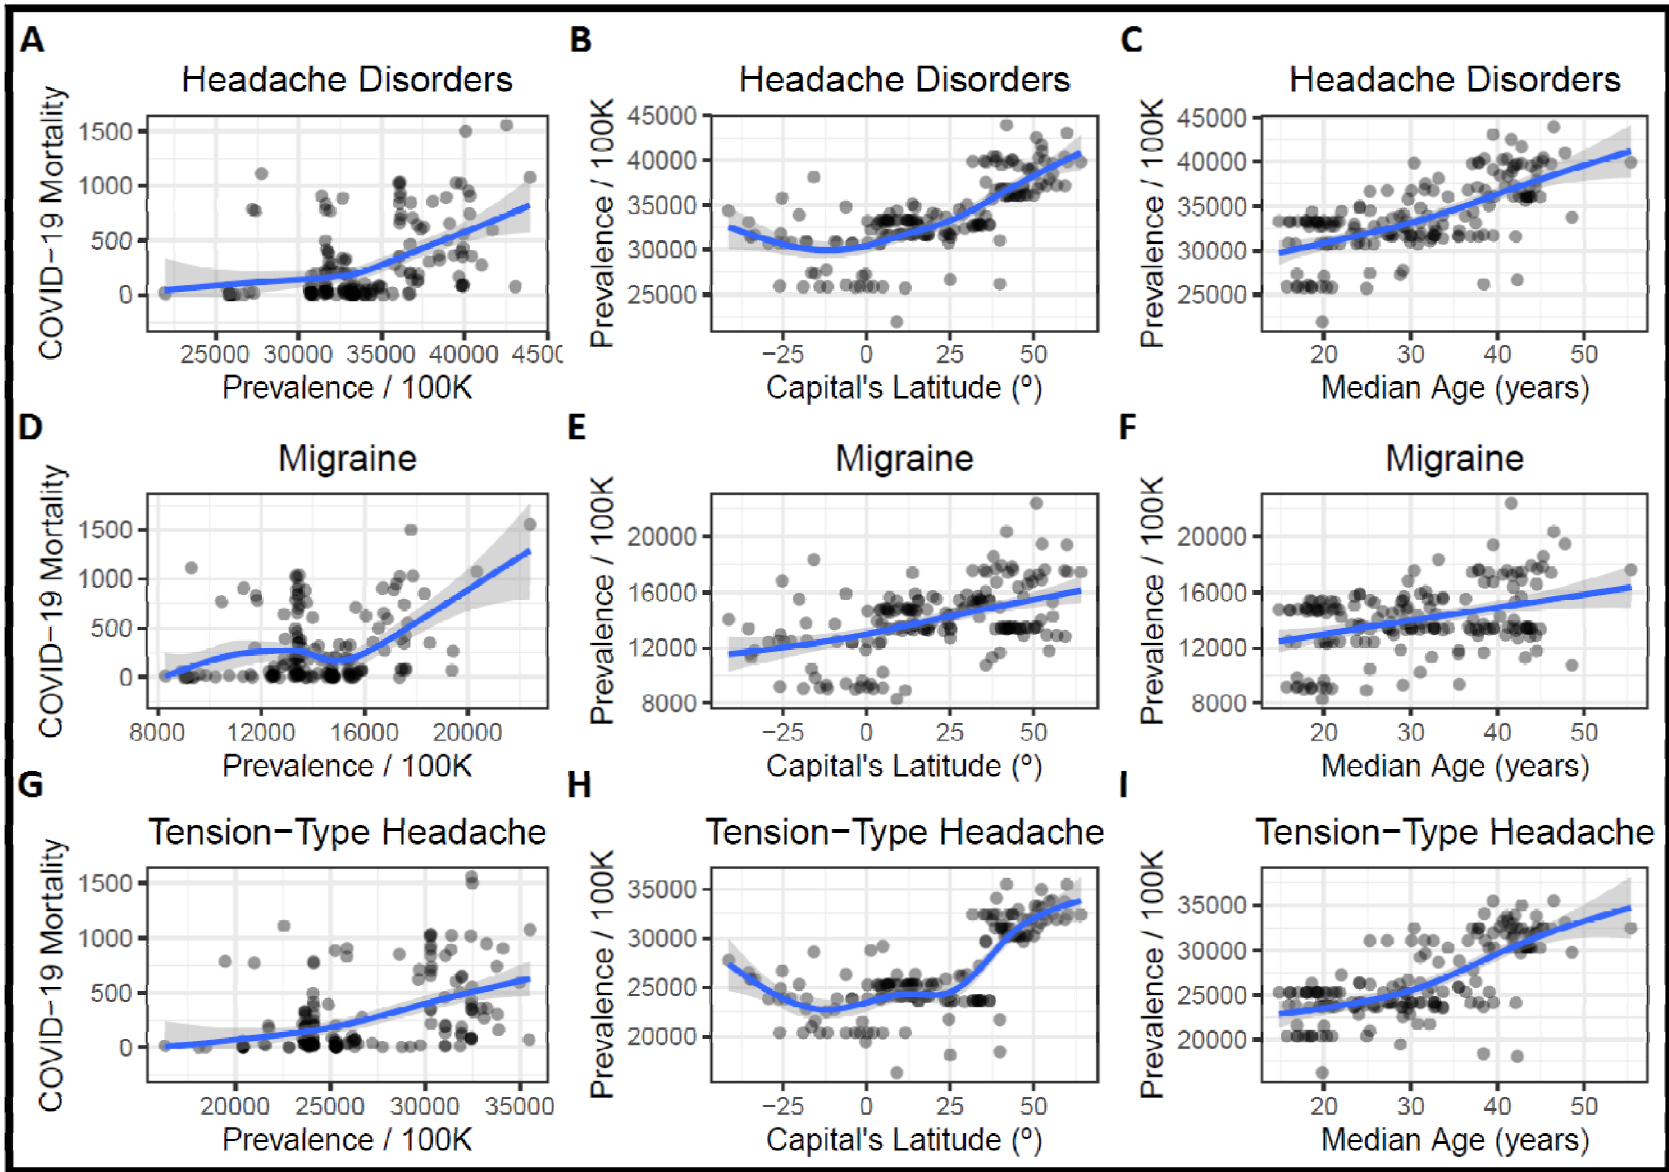 A
B
C
Headache Disorders
Headache Disorders
Headache Disorders
COVID−19 Mortality
1500
1000
500
0
25000 30000 35000 40000 4500
Prevalence / 100K
Prevalence / 100K
45000
40000
35000
30000
25000
−25 0 25 50
Capital's Latitude (º)
Prevalence / 100K
45000
40000
35000
30000
25000
20 30 40 50
Median Age (years)
D
E
F
Migraine
Migraine
Migraine
COVID−19 Mortality
1500
1000
500
0
8000 12000 16000 20000
Prevalence / 100K
Prevalence / 100K
20000
16000
12000
8000
−25 0 25 50
Capital's Latitude (º)
Prevalence / 100K
20000
16000
12000
8000
20 30 40 50
Median Age (years)
G
H
I
Tension−Type Headache
Tension−Type Headache
Tension−Type Headache
COVID−19 Mortality
1500
1000
500
0
20000 25000 30000 35000
Prevalence / 100K
Prevalence / 100K
35000
30000
25000
20000
−25 0 25 50
Capital's Latitude (º)
Prevalence / 100K
35000
30000
25000
20000
20 30 40 50
Median Age (years)